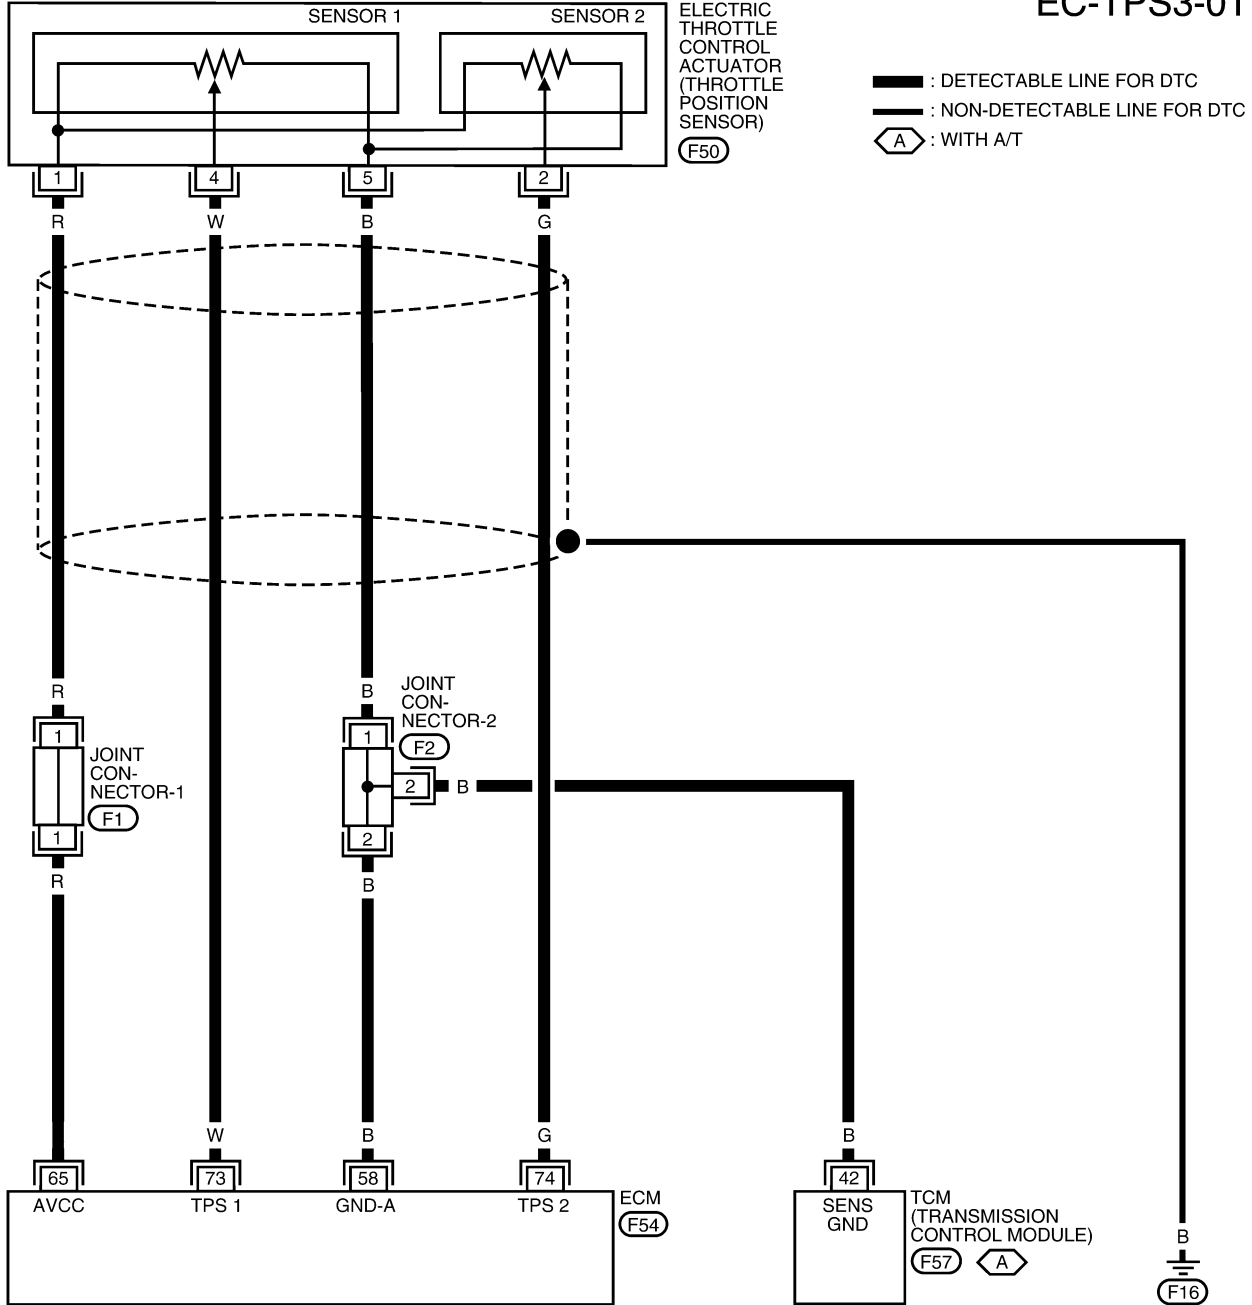 EC-TPS3-01
SENSOR 1
SENSOR 2
ELECTRIC
THROTTLE
CONTROL
ACTUATOR
(THROTTLE
POSITION
SENSOR)
F50
: DETECTABLE LINE FOR DTC
: NON-DETECTABLE LINE FOR DTC
A : WITH A/T
1 4 5 2
R W B G
R B
JOINT
CON-
NECTOR-2
F2
1 1
JOINT
CON-
NECTOR-1
F1
2 B
1 2
R B
W B G B
65 73 58 74 42
AVCC TPS 1 GND-A TPS 2
ECM
F54
SENS
GND
TCM
(TRANSMISSION
CONTROL MODULE)
F57 A
B
F16